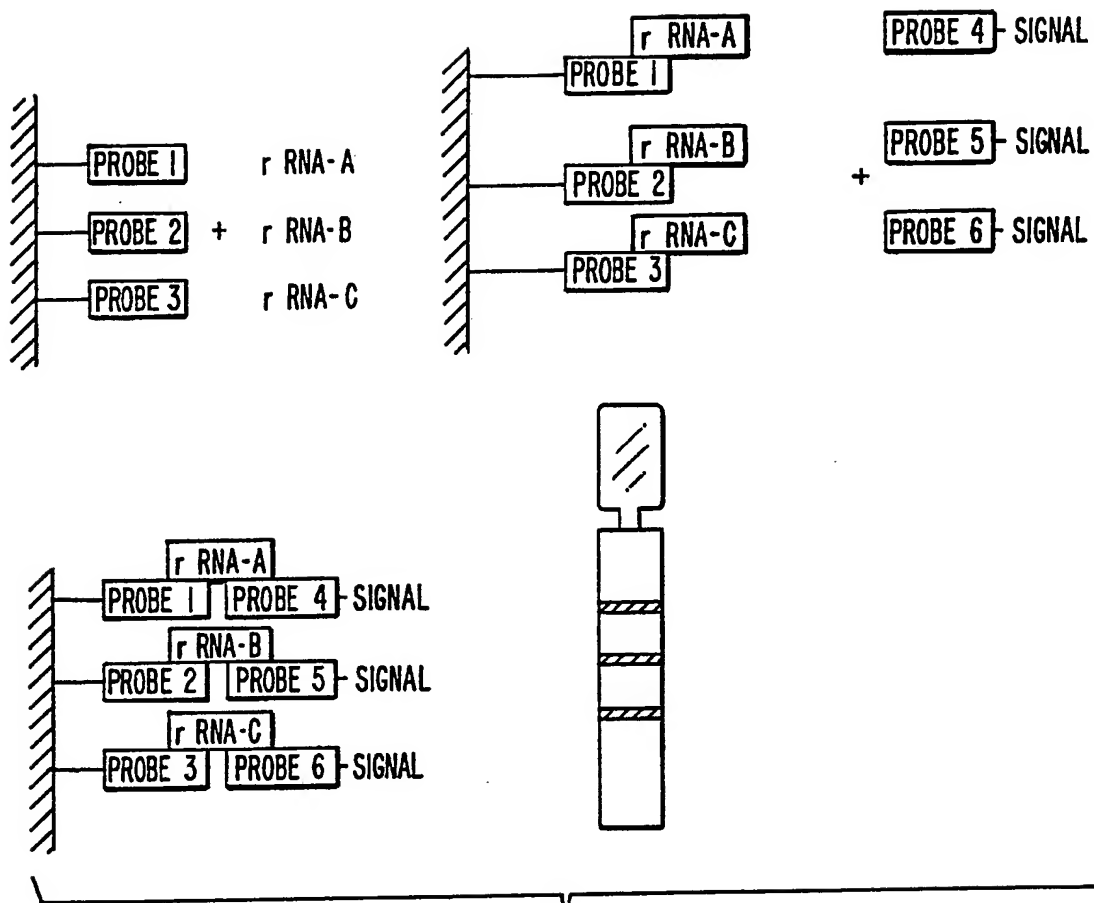 PROBE 1 r RNA-A
PROBE 2 + r RNA-B
PROBE 3 r RNA-C
r RNA-A
PROBE 1
r RNA-B
PROBE 2
r RNA-C
PROBE 3
+
PROBE 4 SIGNAL
PROBE 5 SIGNAL
PROBE 6 SIGNAL
r RNA-A
PROBE 1 PROBE 4 SIGNAL
r RNA-B
PROBE 2 PROBE 5 SIGNAL
r RNA-C
PROBE 3 PROBE 6 SIGNAL